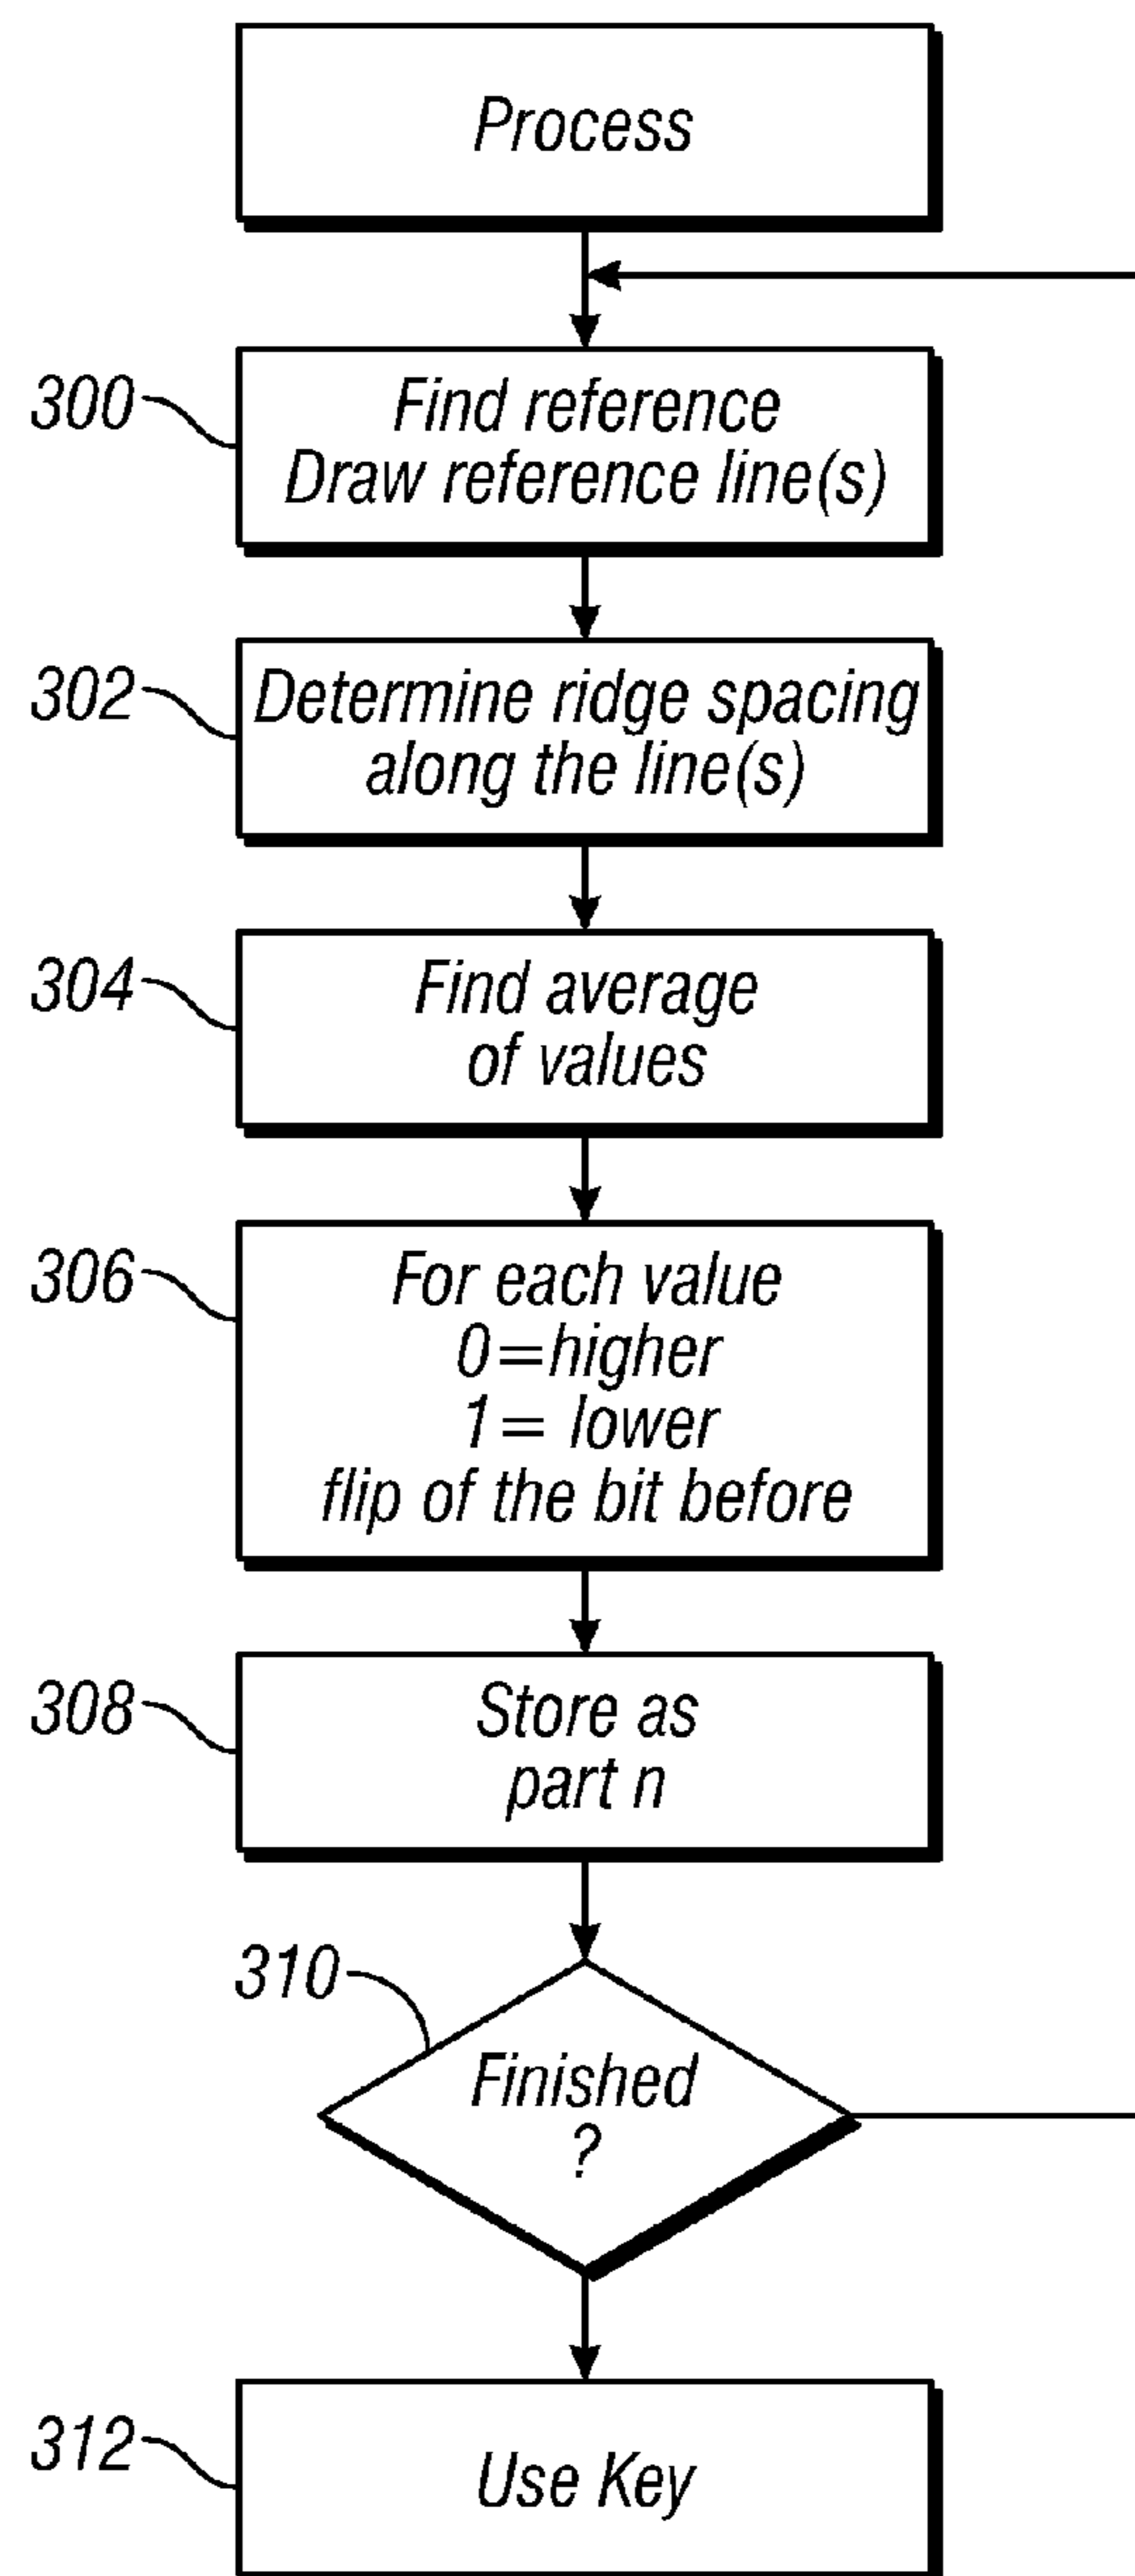 Process
300
Find reference
Draw reference line(s)
302
Determine ridge spacing
along the line(s)
304
Find average
of values
306
For each value
0=higher
1= lower
flip of the bit before
308
Store as
part n
310
Finished
?
312
Use Key